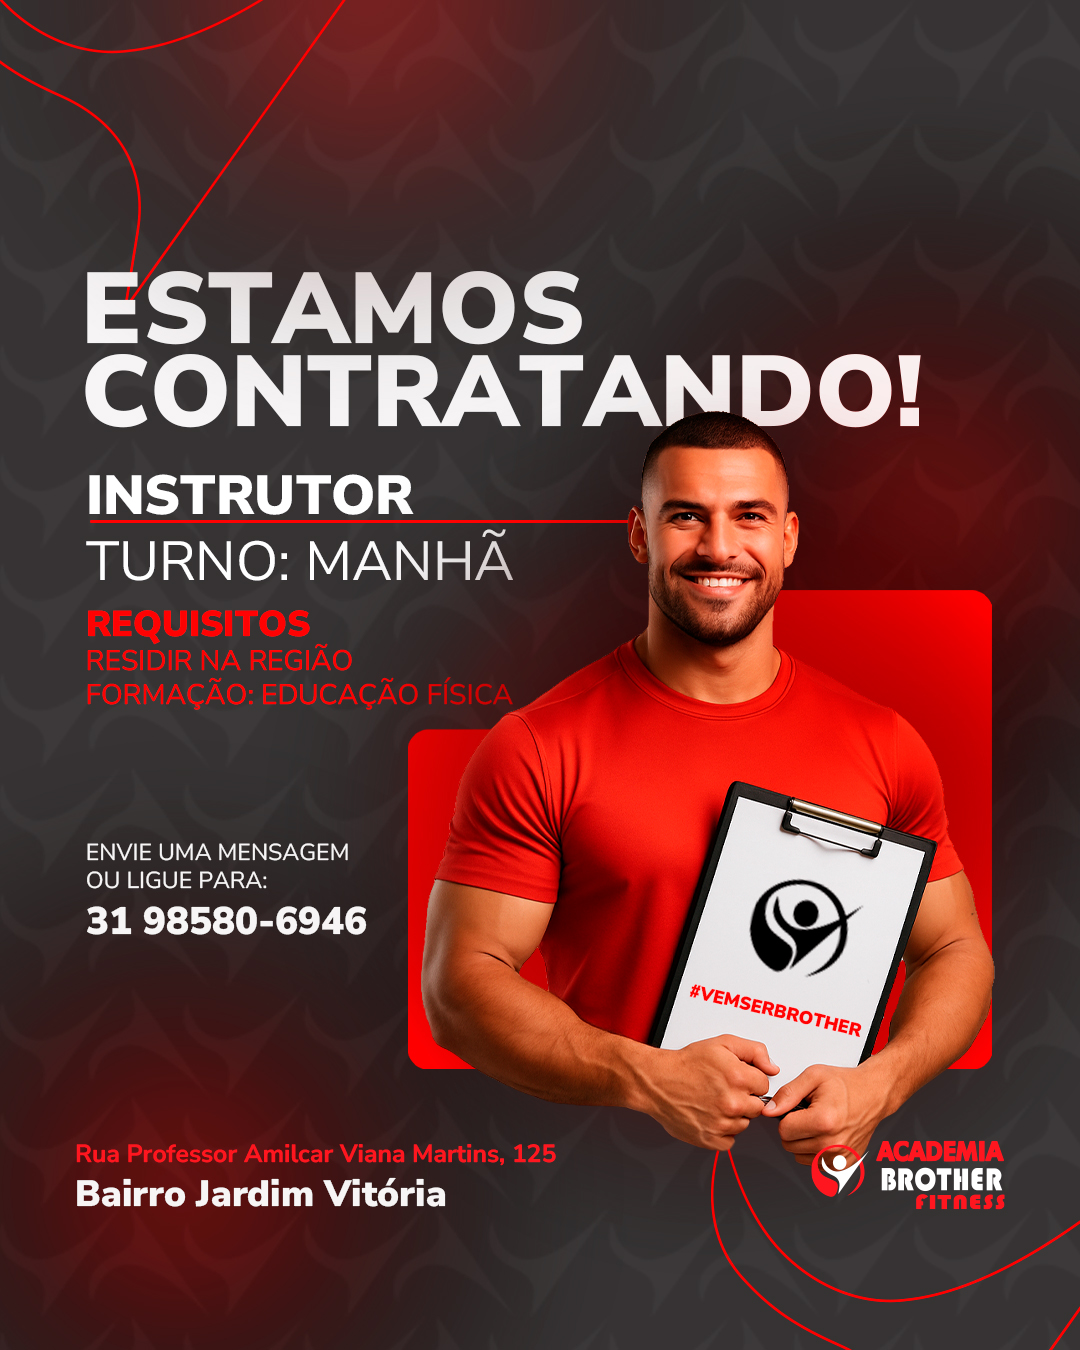 ESTAMOS
CONTRATANDO!
INSTRUTOR
TURNO: MANHÃ
REQUISITOS
RESIDIR NA REGIÃO
FORMAÇÃO: EDUCAÇÃO FÍSICA
ENVIE UMA MENSAGEM
OU LIGUE PARA:
31 98580-6946
#VEMSERBROTHER
Rua Professor Amilcar Viana Martins, 125
Bairro Jardim Vitória
ACADEMIA
BROTHER
FITNESS